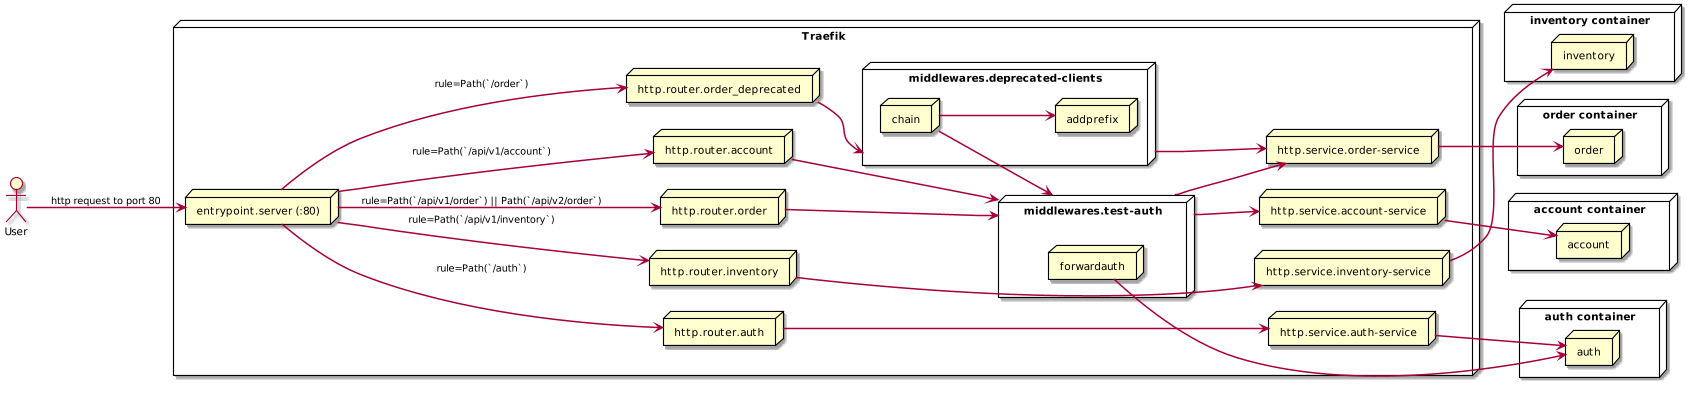 Traefik
inventory container
inventory
order container
order
account container
account
auth container
auth
User
http request to port 80
entrypoint.server (:80)
rule=Path(`/order`)
rule=Path(`/api/v1/account`)
rule=Path(`/api/v1/order`) || Path(`/api/v2/order`)
rule=Path(`/api/v1/inventory`)
rule=Path(`/auth`)
http.router.order_deprecated
http.router.account
http.router.order
http.router.inventory
http.router.auth
middlewares.deprecated-clients
chain
addprefix
middlewares.test-auth
forwardauth
http.service.order-service
http.service.account-service
http.service.inventory-service
http.service.auth-service